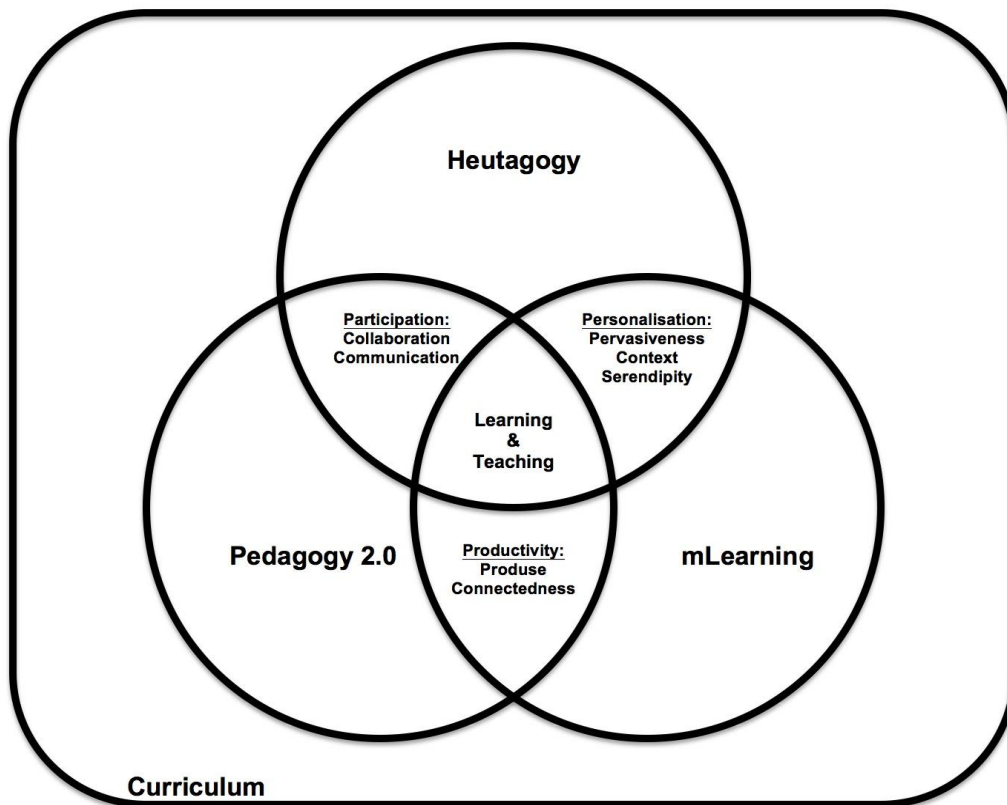 Heutagogy
Participation:
Collaboration
Communication
Personalisation:
Pervasiveness
Context
Serendipity
Learning
&
Teaching
Pedagogy 2.0
Productivity:
Produse
Connectedness
mLearning
Curriculum